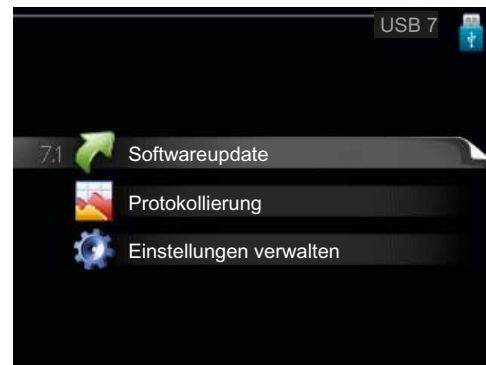 USB 7
7.1 Softwareupdate
Protokollierung
Einstellungen verwalten